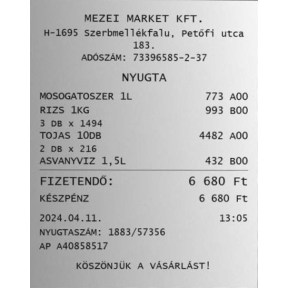 MEZEI MARKET KFT.
H-1695 Szerbmellékfalu, Petőfi utca
183.
ADÓSZÁM: 73396585-2-37
NYUGTA
MOSOGATOSZER 1L 773 A00
RIZS 1KG 993 B00
3 DB x 1494
TOJAS 10DB 4482 A00
2 DB x 216
ASVANYVIZ 1,5L 432 B00
FIZETENDŐ: 6 680 Ft
KÉSZPÉNZ 6 680 Ft
2024.04.11. 13:05
NYUGTASZÁM: 1883/57356
AP A40858517
KÖSZÖNJÜK A VÁSÁRLÁST!